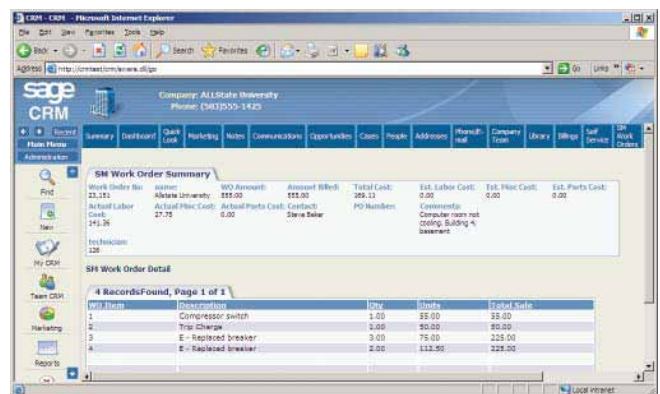 CRM - CRM - Microsoft Internet Explorer
File Edit View Favorites Tools Help
Back Search Favorites
Address http://crmtest/crm/eware.dll/go Go Links
sage
CRM
Company: ALLState University
Phone: (503)555-1425
Recent
Main Menu
Administration
Summary Dashboard Quick Look Marketing Notes Communications Opportunities Cases People Addresses Phone/E-mail Company Team Library Billings Self Service SM Work Orders
Find
New
My CRM
Team CRM
Marketing
Reports
SM Work Order Summary
Work Order No: name: WO Amount: Amount Billed: Total Cost: Est. Labor Cost: Est. Misc Cost: Est. Parts Cost:
23,151 Allstate University 555.00 555.00 169.11 0.00 0.00 0.00
Actual Labor Cost: Actual Misc Cost: Actual Parts Cost: Contact: PO Number: Comments:
141.36 27.75 0.00 Steve Baker Computer room not cooling. Building 4, basement
technician:
128
SM Work Order Detail
4 RecordsFound, Page 1 of 1
WO Item Description Qty Units Total Sale
1 Compressor switch 1.00 55.00 55.00
2 Trip Charge 1.00 50.00 50.00
3 E - Replaced breaker 3.00 75.00 225.00
4 E - Replaced breaker 2.00 112.50 225.00
Local intranet